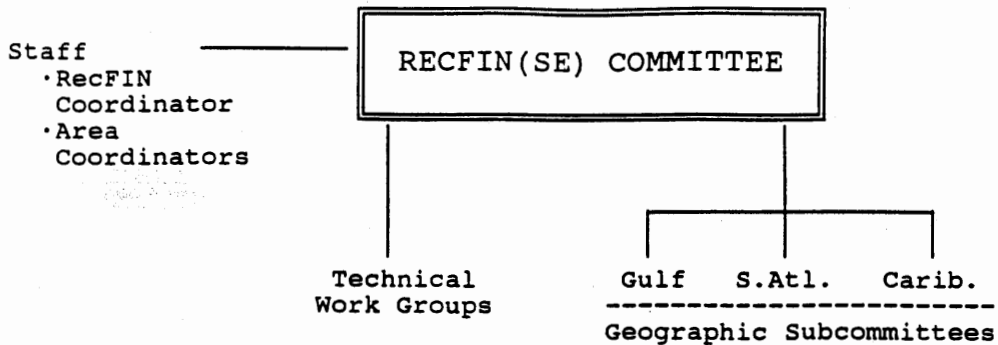 Staff
·RecFIN
Coordinator
·Area
Coordinators
RECFIN(SE) COMMITTEE
Technical
Work Groups
Gulf S.Atl. Carib.
Geographic Subcommittees